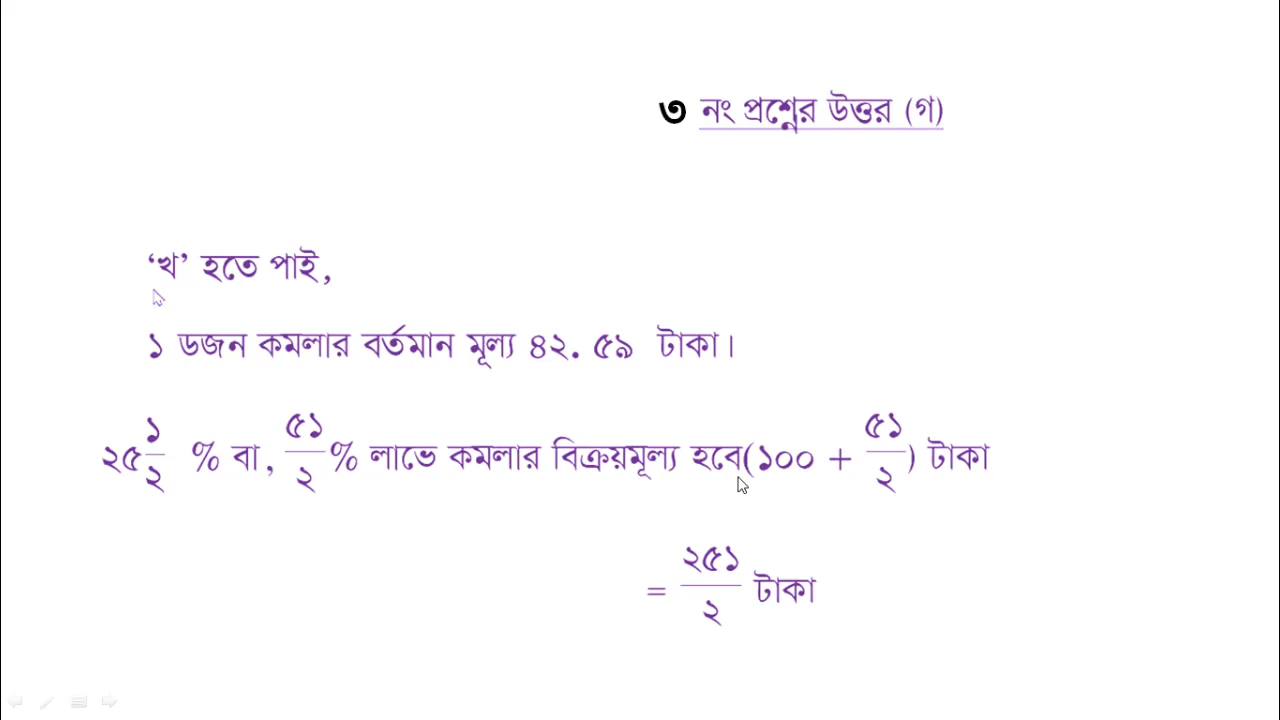 ৩ নং প্রশ্নের উত্তর (গ)
‘খ’ হতে পাই,
১ ডজন কমলার বর্তমান মূল্য ৪২. ৫৯ টাকা।
২৫ ১/২ % বা, ৫১/২ % লাভে কমলার বিক্রয়মূল্য হবে(১০০ + ৫১/২) টাকা
= ২৫১/২ টাকা